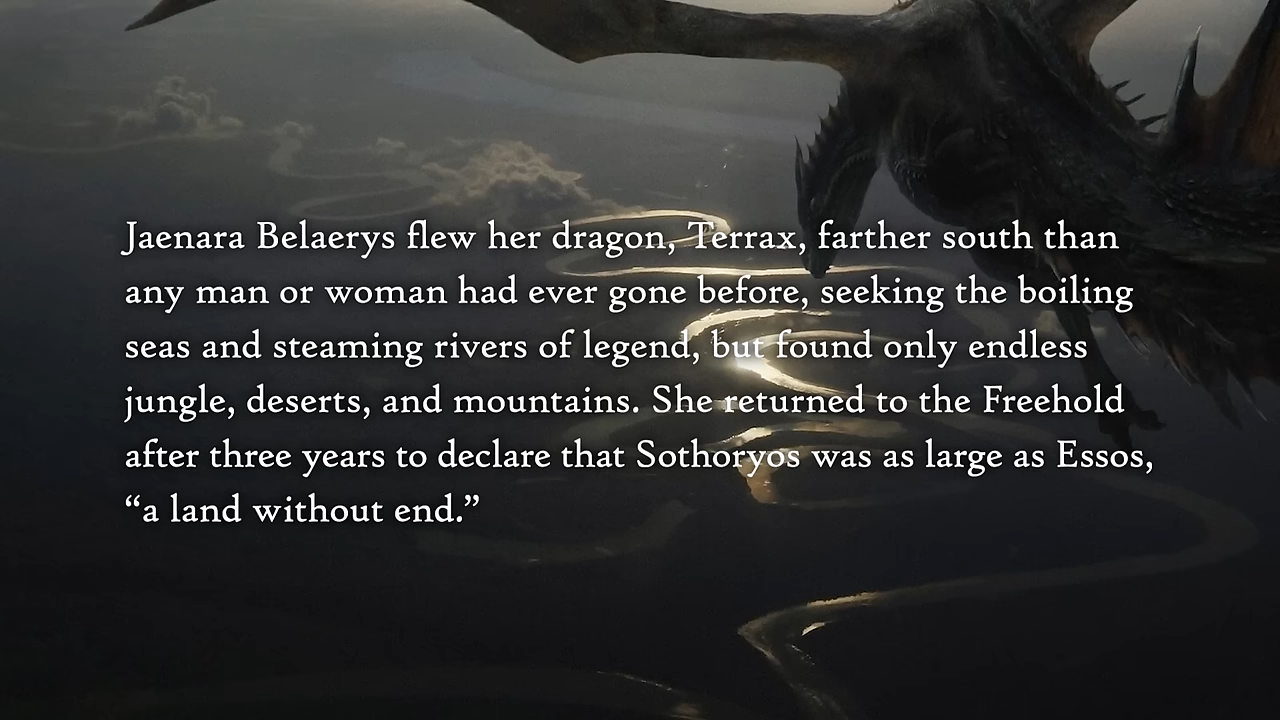 Jaenara Belaerys flew her dragon, Terrax, farther south than
any man or woman had ever gone before, seeking the boiling
seas and steaming rivers of legend, but found only endless
jungle, deserts, and mountains. She returned to the Freehold
after three years to declare that Sothoryos was as large as Essos,
“a land without end.”